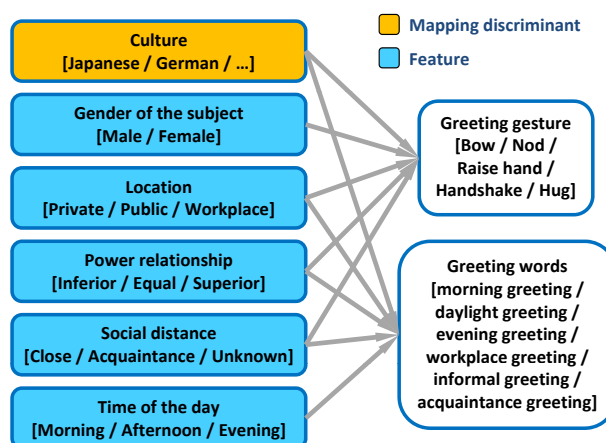 Culture
[Japanese / German / …]
Mapping discriminant
Feature
Gender of the subject
[Male / Female]
Location
[Private / Public / Workplace]
Power relationship
[Inferior / Equal / Superior]
Social distance
[Close / Acquaintance / Unknown]
Time of the day
[Morning / Afternoon / Evening]
Greeting gesture
[Bow / Nod /
Raise hand /
Handshake / Hug]
Greeting words
[morning greeting /
daylight greeting /
evening greeting /
workplace greeting /
informal greeting /
acquaintance greeting]